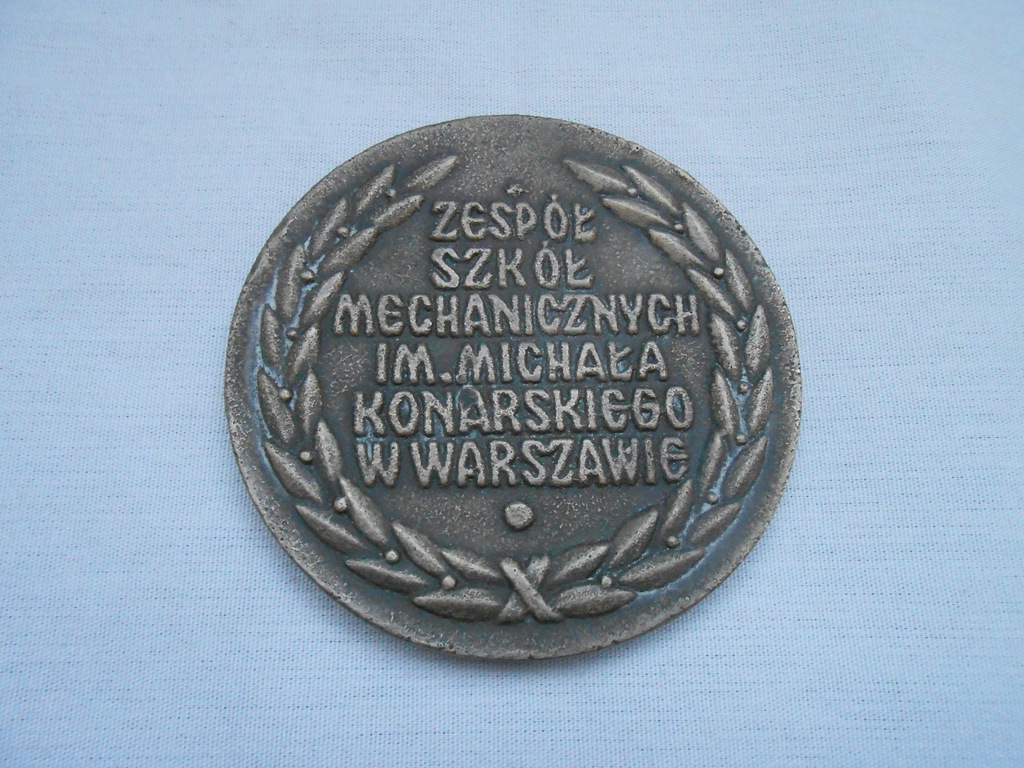 ZESPÓŁ
SZKÓŁ
MECHANICZNYCH
IM. MICHAŁA
KONARSKIEGO
W WARSZAWIE